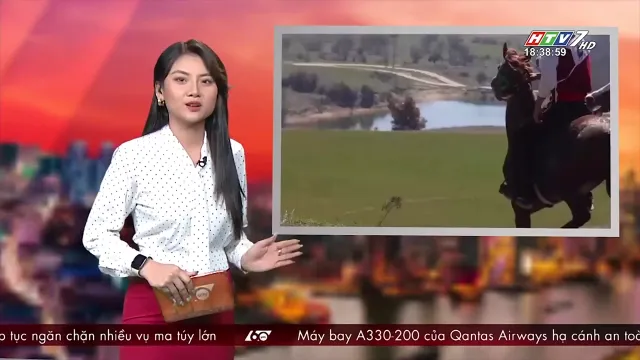 HTV7 HD
18:38:59
p tục ngăn chặn nhiều vụ ma túy lớn 60 Máy bay A330-200 của Qantas Airways hạ cánh an toà